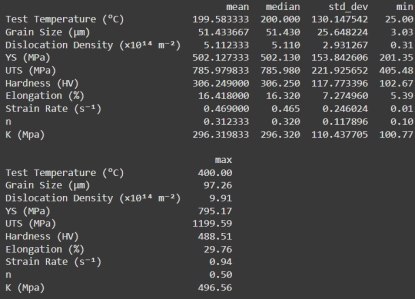 mean median std_dev min
Test Temperature (°C) 199.583333 200.000 130.147542 25.00
Grain Size (μm) 51.433667 51.430 25.648224 3.03
Dislocation Density (×10¹⁴ m⁻²) 5.112333 5.110 2.931267 0.31
YS (MPa) 502.127333 502.130 153.842606 201.35
UTS (MPa) 785.979833 785.980 221.925652 405.48
Hardness (HV) 306.249000 306.250 117.773396 102.67
Elongation (%) 16.418000 16.320 7.274960 5.39
Strain Rate (s⁻¹) 0.469000 0.465 0.246024 0.01
n 0.312333 0.320 0.117896 0.10
K (Mpa) 296.319833 296.320 110.437705 100.77
max
Test Temperature (°C) 400.00
Grain Size (μm) 97.26
Dislocation Density (×10¹⁴ m⁻²) 9.91
YS (MPa) 795.17
UTS (MPa) 1199.59
Hardness (HV) 488.51
Elongation (%) 29.76
Strain Rate (s⁻¹) 0.94
n 0.50
K (Mpa) 496.56